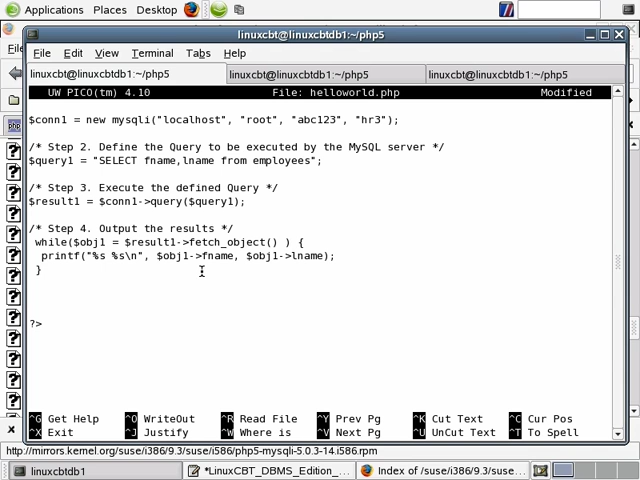 Applications Places Desktop
linuxcbt@linuxcbtdb1:~/php5
File Edit View Terminal Tabs Help
linuxcbt@linuxcbtdb1:~/php5 linuxcbt@linuxcbtdb1:~/php5 linuxcbt@linuxcbtdb1:~/php5
UW PICO(tm) 4.10 File: helloworld.php Modified
$conn1 = new mysqli("localhost", "root", "abc123", "hr3");
/* Step 2. Define the Query to be executed by the MySQL server */
$query1 = "SELECT fname,lname from employees";
/* Step 3. Execute the defined Query */
$result1 = $conn1->query($query1);
/* Step 4. Output the results */
while($obj1 = $result1->fetch_object() ) {
printf("%s %s\n", $obj1->fname, $obj1->lname);
}
?>
^G Get Help ^O WriteOut ^R Read File ^Y Prev Pg ^K Cut Text ^C Cur Pos
^X Exit ^J Justify ^W Where is ^V Next Pg ^U UnCut Text ^T To Spell
http://mirrors.kernel.org/suse/i386/9.3/suse/i586/php5-mysqli-5.0.3-14.i586.rpm
linuxcbtdb1 *LinuxCBT_DBMS_Edition_... Index of /suse/i386/9.3/suse...